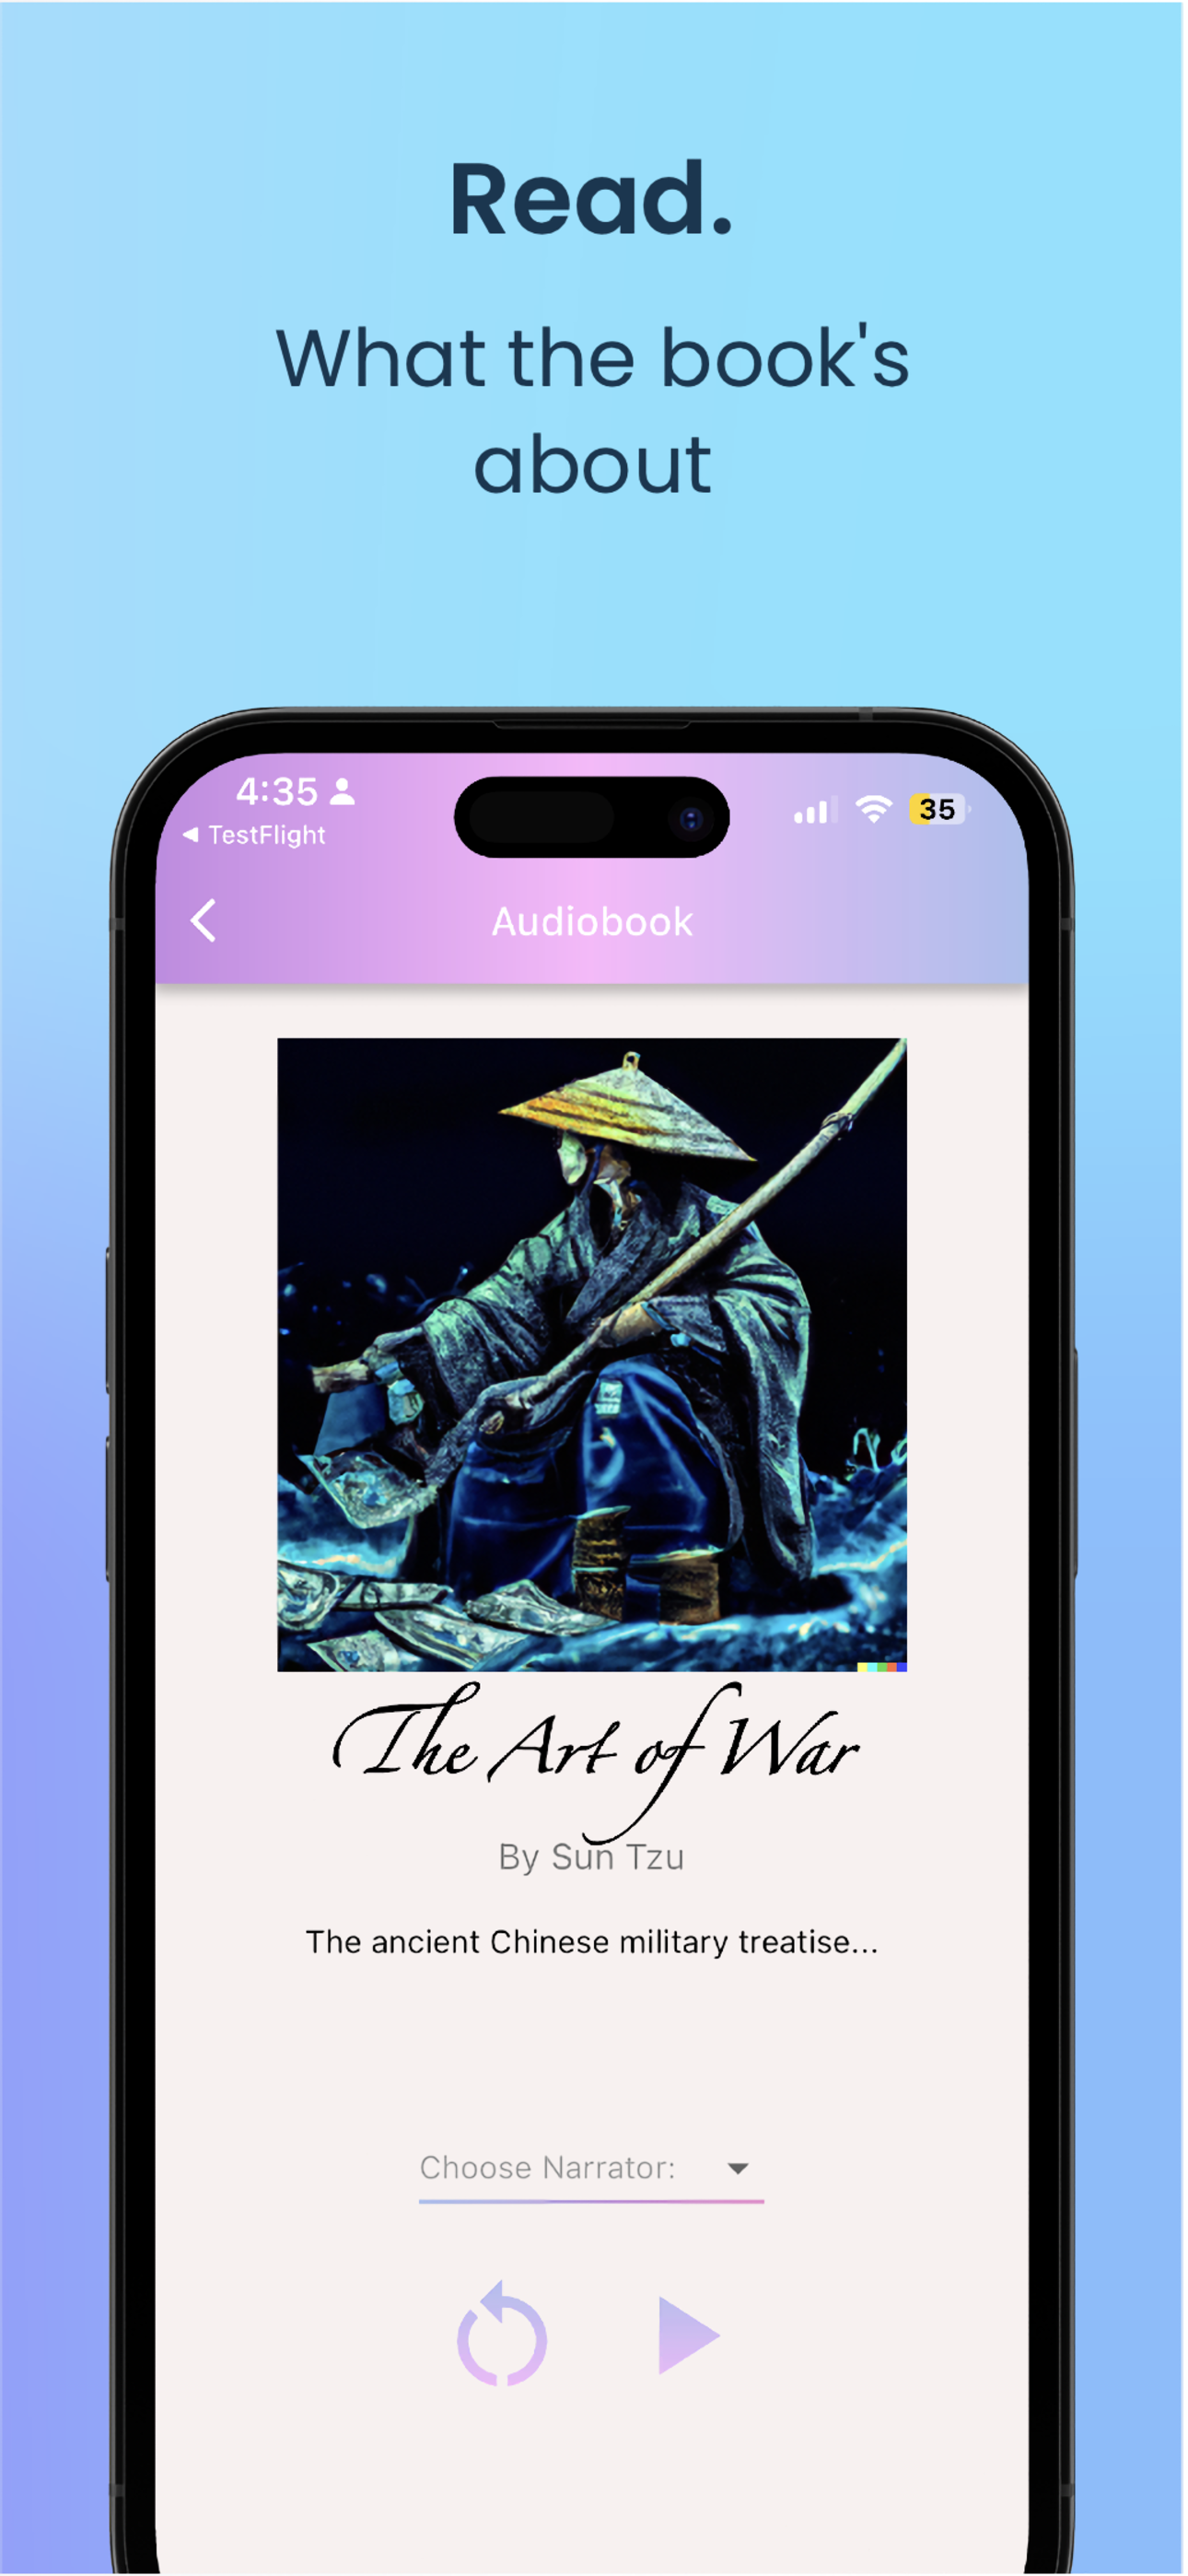 Read.
What the book's
about
4:35
35
◀ TestFlight
Audiobook
The Art of War
By Sun Tzu
The ancient Chinese military treatise...
Choose Narrator: